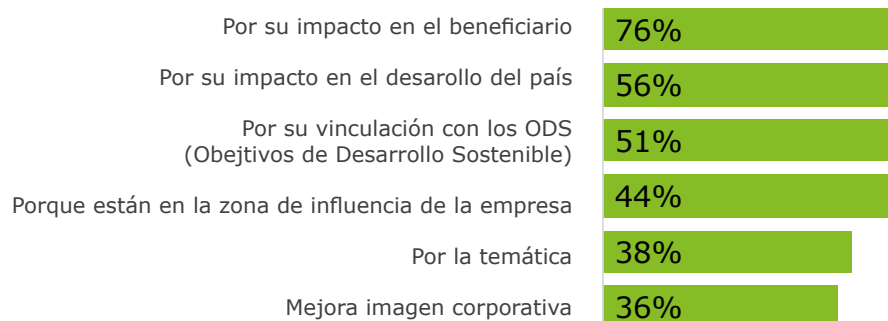 Por su impacto en el beneficiario 76%
Por su impacto en el desarollo del país 56%
Por su vinculación con los ODS
(Obejtivos de Desarrollo Sostenible) 51%
Porque están en la zona de influencia de la empresa 44%
Por la temática 38%
Mejora imagen corporativa 36%